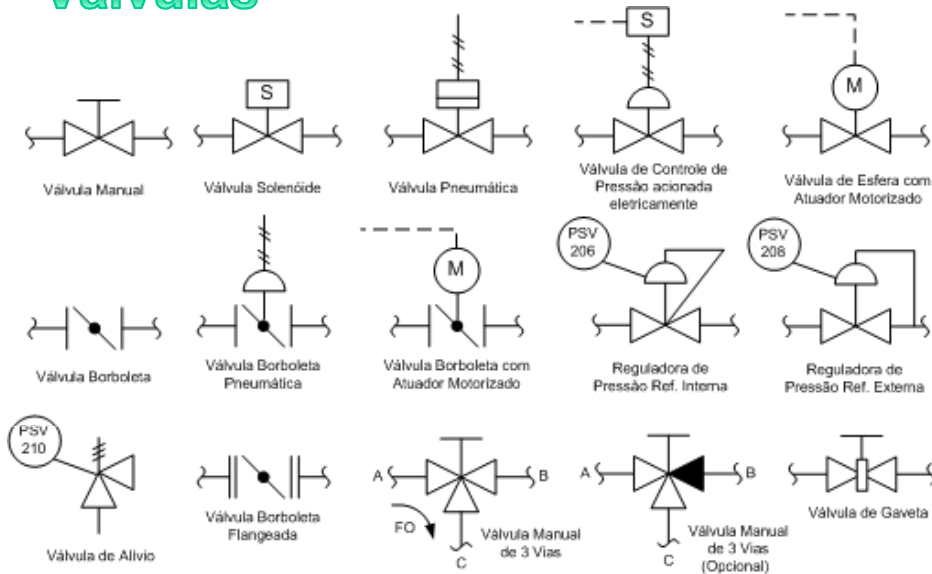 Válvulas
S
S
M
Válvula Manual
Válvula Solenóide
Válvula Pneumática
Válvula de Controle de
Pressão acionada
eletricamente
Válvula de Esfera com
Atuador Motorizado
M
PSV
206
PSV
208
Válvula Borboleta
Válvula Borboleta
Pneumática
Válvula Borboleta com
Atuador Motorizado
Reguladora de
Pressão Ref. Interna
Reguladora de
Pressão Ref. Externa
PSV
210
A
B
FO
C
A
B
C
Válvula de Alívio
Válvula Borboleta
Flangeada
Válvula Manual
de 3 Vias
Válvula Manual
de 3 Vias
(Opcional)
Válvula de Gaveta